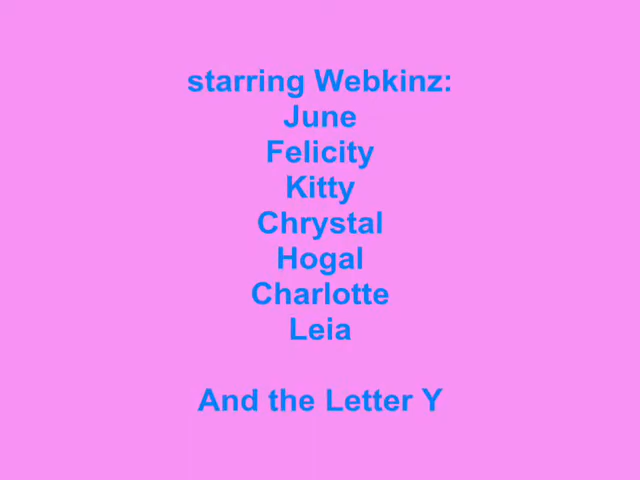 starring Webkinz:
June
Felicity
Kitty
Chrystal
Hogal
Charlotte
Leia
And the Letter Y